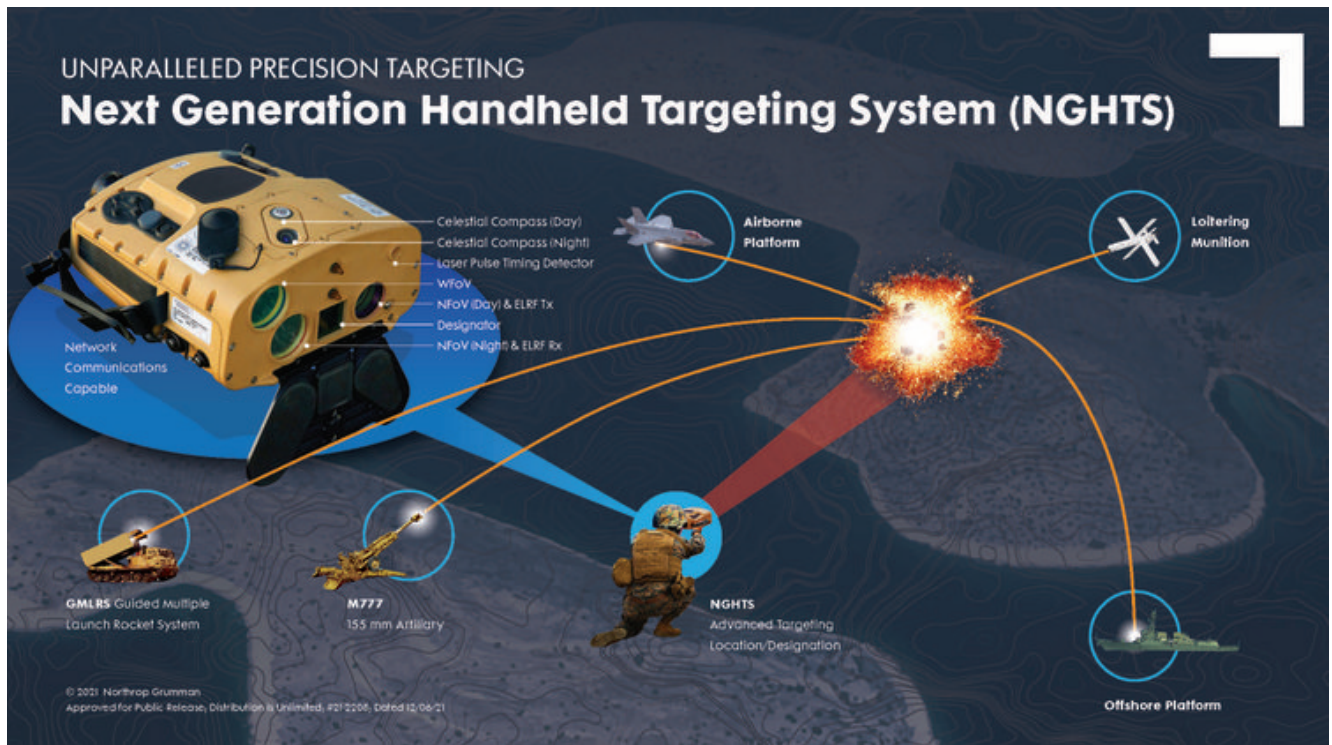 UNPARALLELED PRECISION TARGETING
Next Generation Handheld Targeting System (NGHTS)
Celestial Compass (Day)
Celestial Compass (Night)
Laser Pulse Timing Detector
WFoV
NFoV (Day) & ELRF Tx
Designator
NFoV (Night) & ELRF Rx
Network
Communications
Capable
Airborne
Platform
Loitering
Munition
GMLRS Guided Multiple
Launch Rocket System
M777
155 mm Artillary
NGHTS
Advanced Targeting
Location/Designation
Offshore Platform
© 2021 Northrop Grumman
Approved for Public Release; Distribution is Unlimited; #21-2208; Dated 12/06/21